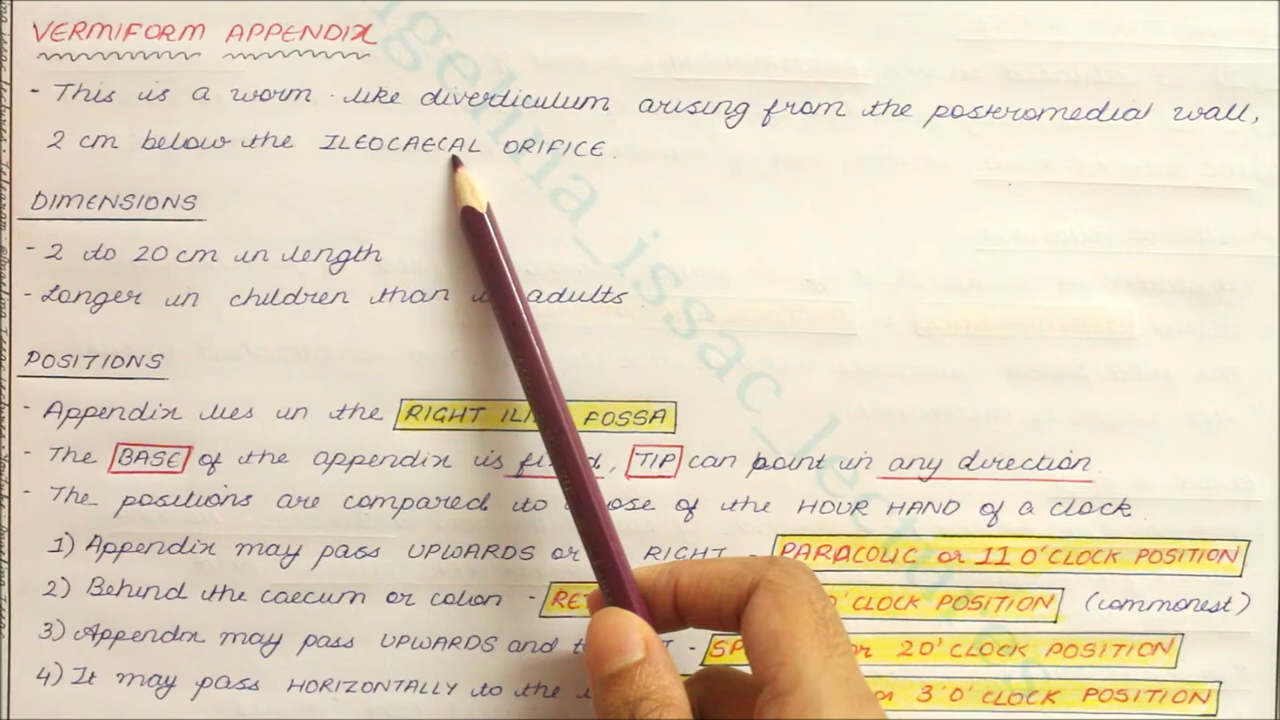 VERMIFORM APPENDIX
- This is a worm-like diverticulum arising from the posteromedial wall,
2 cm below the ILEOCAECAL ORIFICE.
DIMENSIONS
- 2 to 20 cm in length
- Longer in children than adults
POSITIONS
- Appendix lies in the RIGHT FOSSA
- The BASE of the appendix is, TIP can point in any direction
- The positions are compared to of the HOUR HAND of a clock
1) Appendix may pass UPWARDS or RIGHT - PARACOLIC or 11 O'CLOCK POSITION
2) Behind the caecum or colon - O'CLOCK POSITION (commonest)
3) Appendix may pass UPWARDS and - or 2 O'CLOCK POSITION
4) It may pass HORIZONTALLY to the or 3 'O' CLOCK POSITION
angelina_issac_lectures